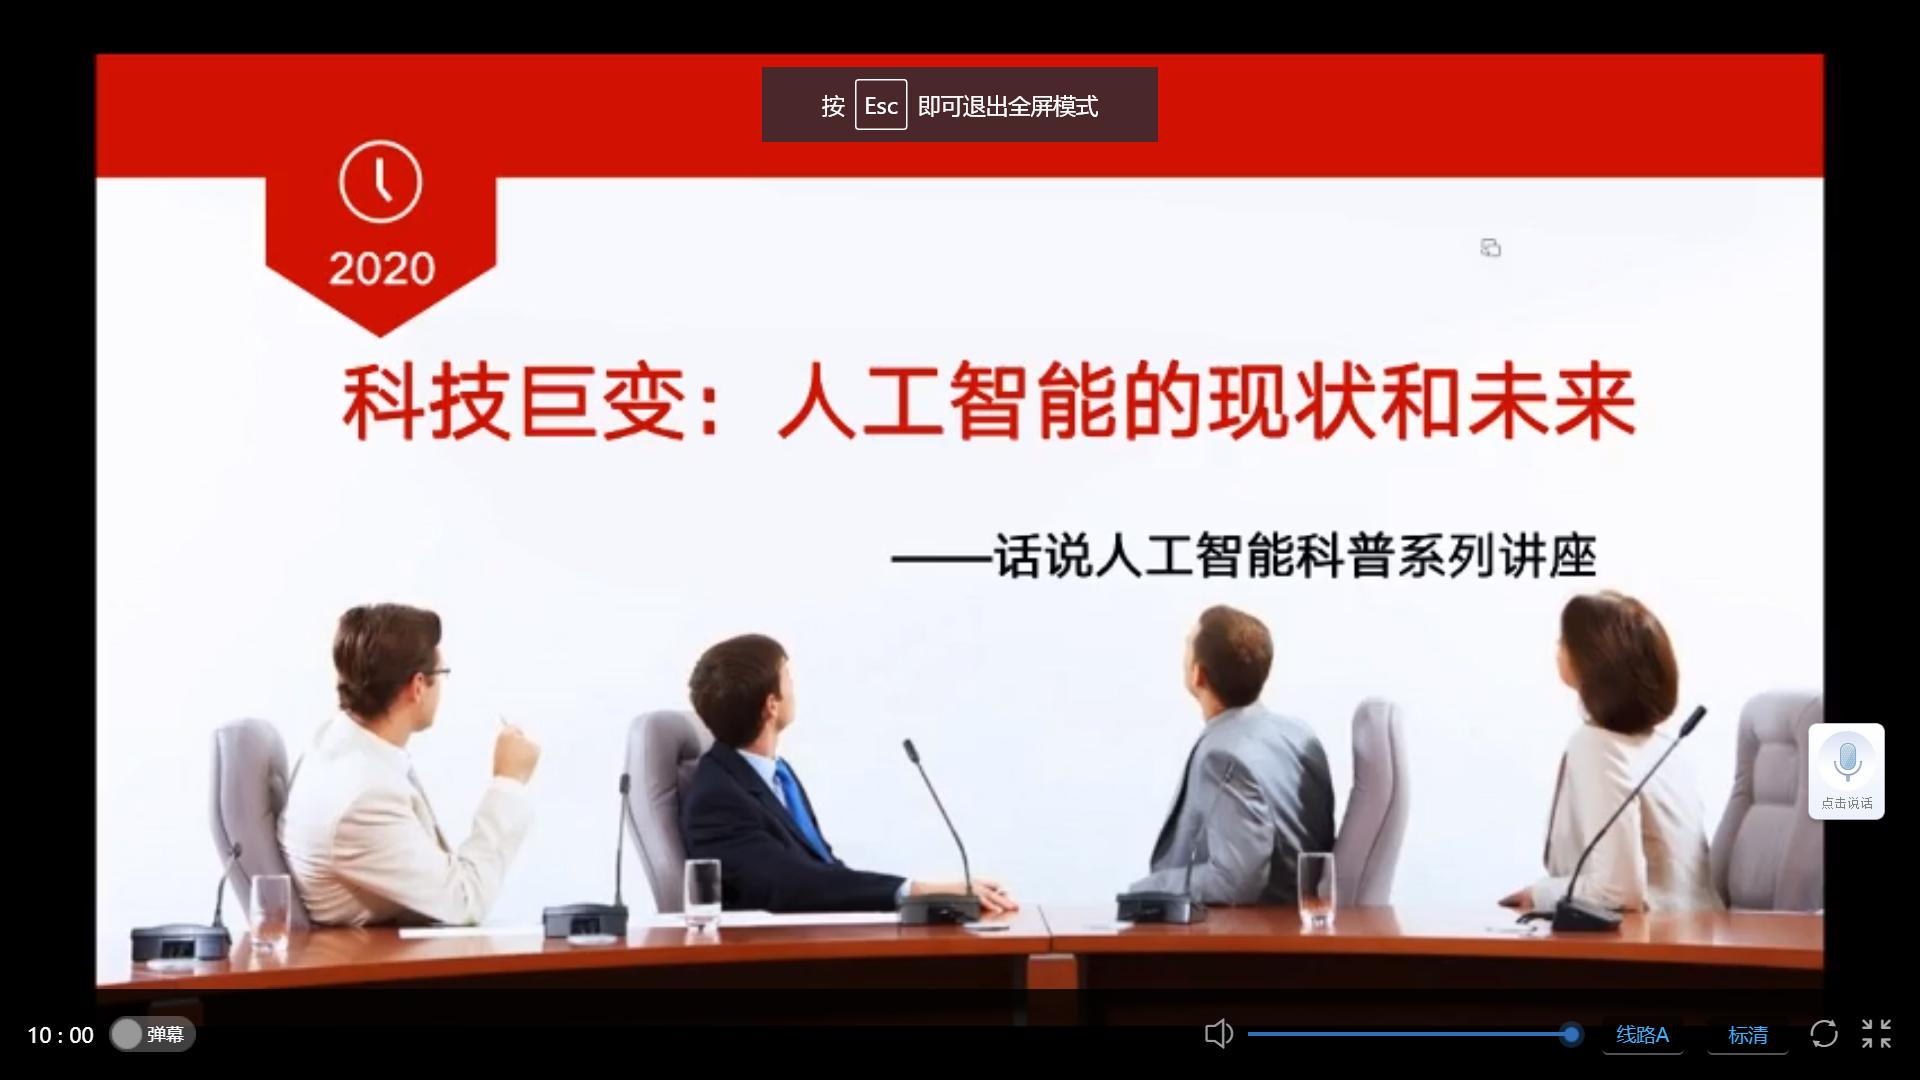 按 Esc 即可退出全屏模式
2020
科技巨变：人工智能的现状和未来
——话说人工智能科普系列讲座
点击说话
10 : 00 弹幕 线路A 标清